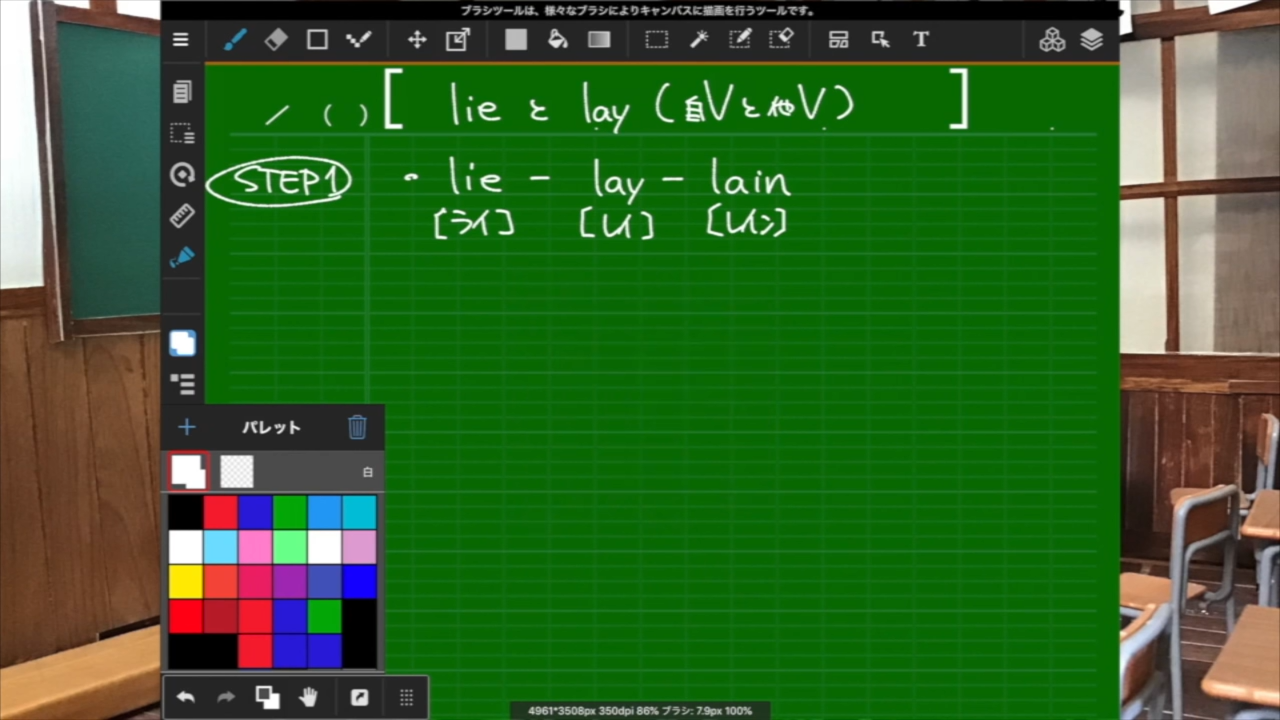 ブラシツールは、様々なブラシによりキャンバスに描画を行うツールです。
T
/ ( ) [ lie と lay (自Vと他V) ]
STEP1 ・ lie - lay - lain
[ライ] [レイ] [レイン]
パレット
白
4961*3508px 350dpi 86% ブラシ: 7.9px 100%